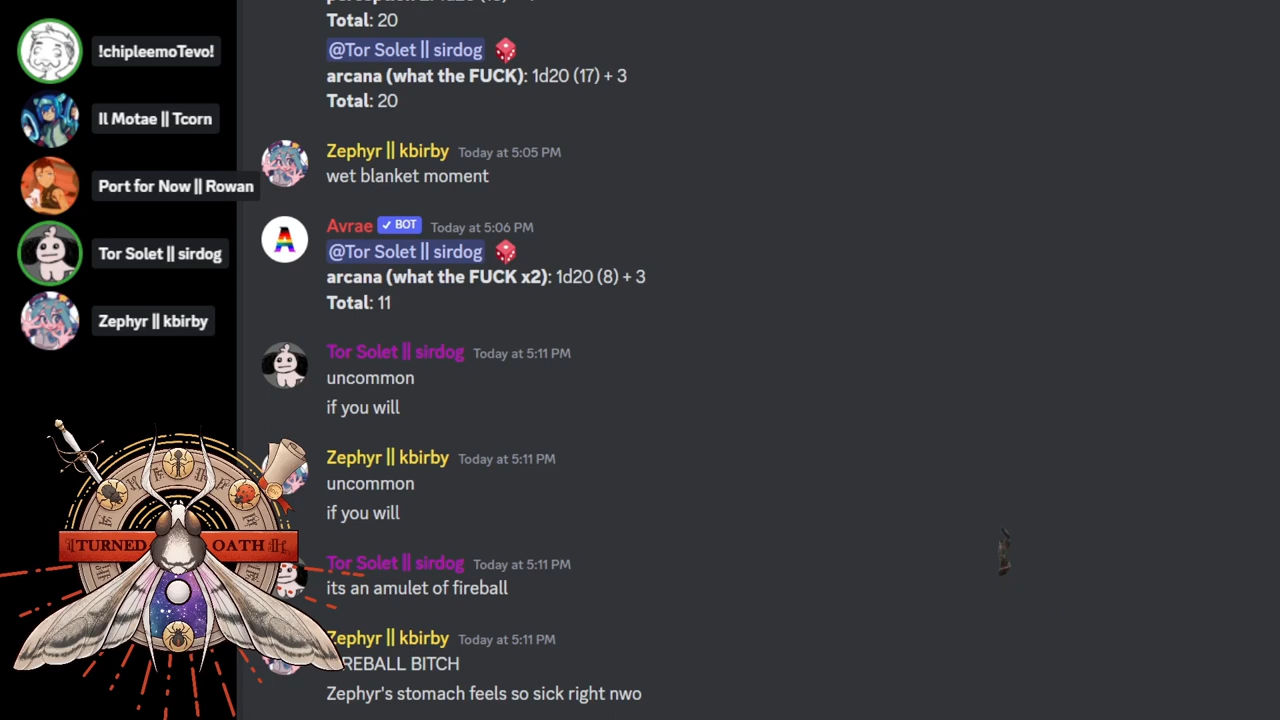 !chipleemoTevo!
Il Motae || Tcorn
Port for Now || Rowan
Tor Solet || sirdog
Zephyr || kbirby
TURNED OATH
Total: 20
@Tor Solet || sirdog
arcana (what the FUCK): 1d20 (17) + 3
Total: 20
Zephyr || kbirby Today at 5:05 PM
wet blanket moment
A
Avrae ✓ BOT Today at 5:06 PM
@Tor Solet || sirdog
arcana (what the FUCK x2): 1d20 (8) + 3
Total: 11
Tor Solet || sirdog Today at 5:11 PM
uncommon
if you will
Zephyr || kbirby Today at 5:11 PM
uncommon
if you will
Tor Solet || sirdog Today at 5:11 PM
its an amulet of fireball
Zephyr || kbirby Today at 5:11 PM
REBALL BITCH
Zephyr's stomach feels so sick right nwo